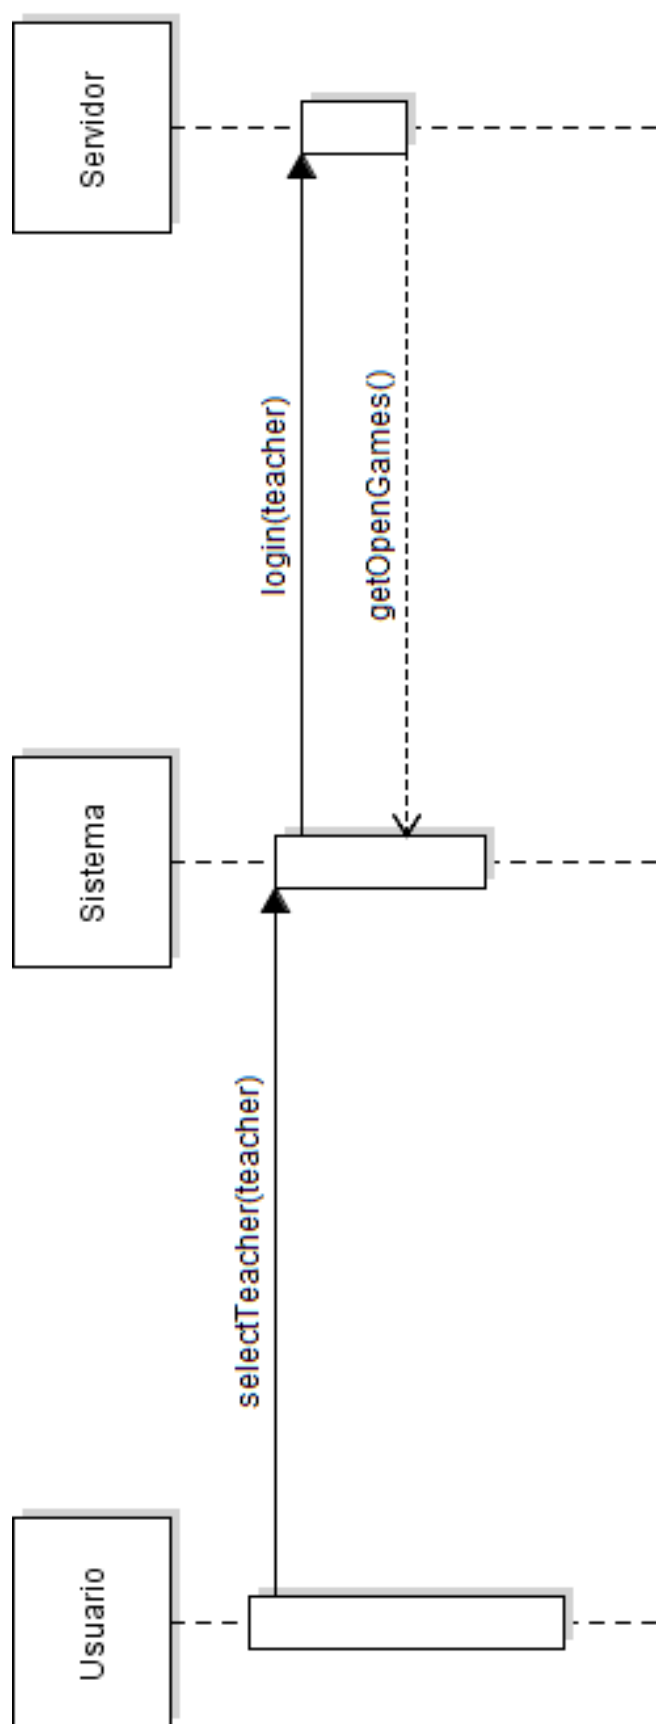 Usuario
Sistema
Servidor
selectTeacher(teacher)
login(teacher)
getOpenGames()